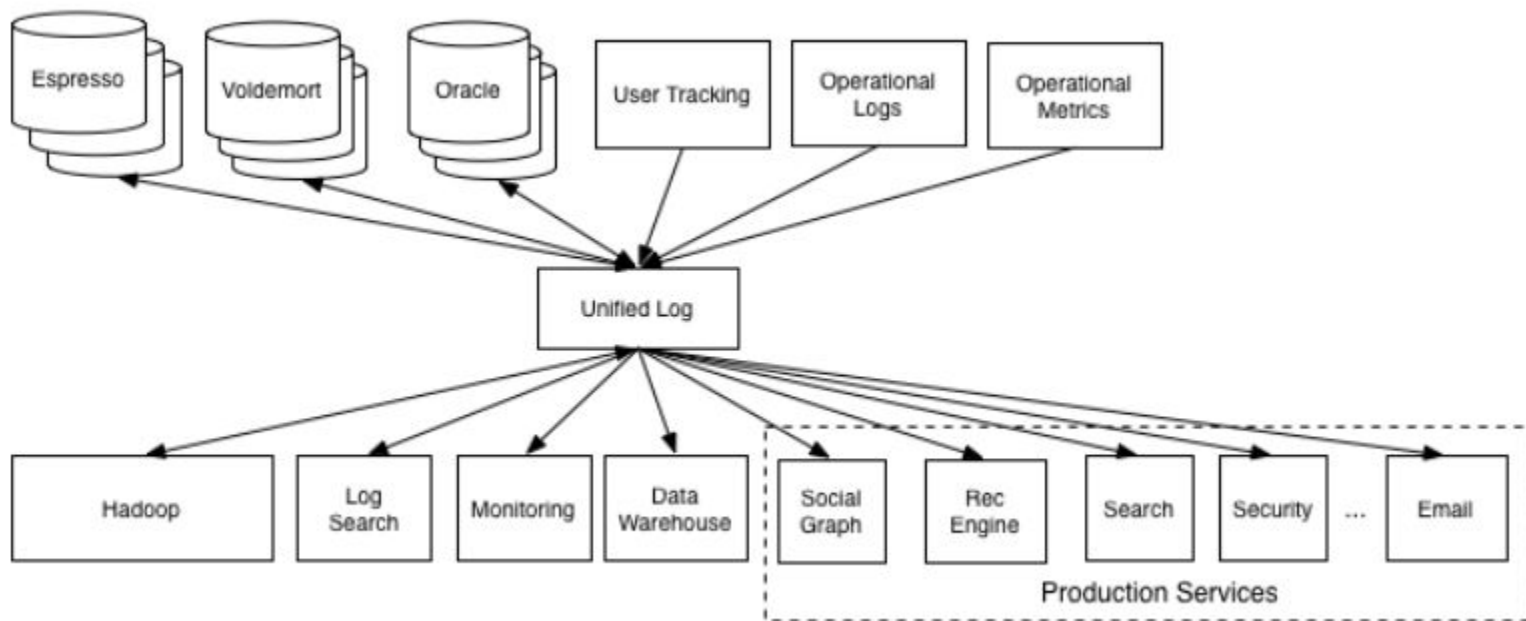 Espresso
Voldemort
Oracle
User Tracking
Operational
Logs
Operational
Metrics
Unified Log
Hadoop
Log
Search
Monitoring
Data
Warehouse
Social
Graph
Rec
Engine
Search
Security
...
Email
Production Services